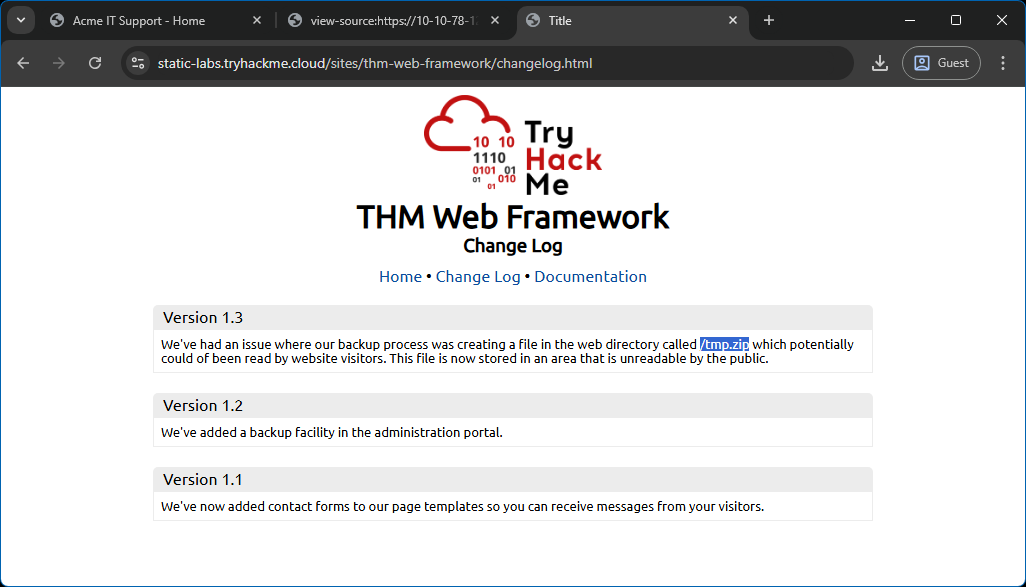 Acme IT Support - Home
view-source:https://10-10-78-1
Title
static-labs.tryhackme.cloud/sites/thm-web-framework/changelog.html
Guest
10 10
1110
0101 01
01 010
01
Try
Hack
Me
THM Web Framework
Change Log
Home • Change Log • Documentation
Version 1.3
We've had an issue where our backup process was creating a file in the web directory called /tmp.zip which potentially
could of been read by website visitors. This file is now stored in an area that is unreadable by the public.
Version 1.2
We've added a backup facility in the administration portal.
Version 1.1
We've now added contact forms to our page templates so you can receive messages from your visitors.